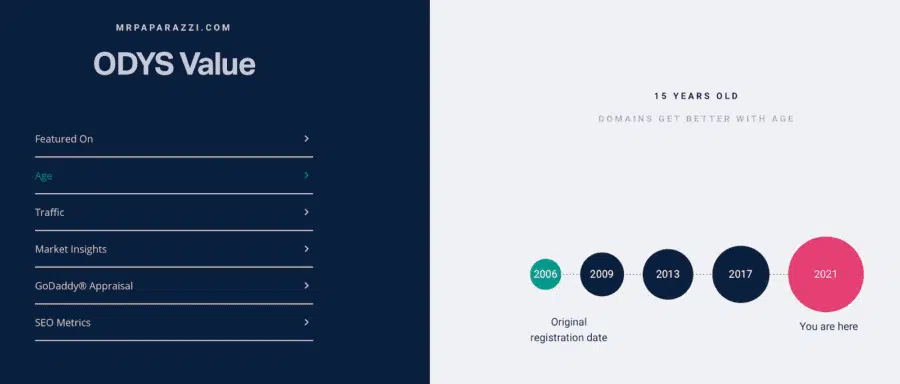 MRPAPARAZZI.COM
ODYS Value
Featured On
Age
Traffic
Market Insights
GoDaddy® Appraisal
SEO Metrics
15 YEARS OLD
DOMAINS GET BETTER WITH AGE
2006
2009
2013
2017
2021
Original
registration date
You are here